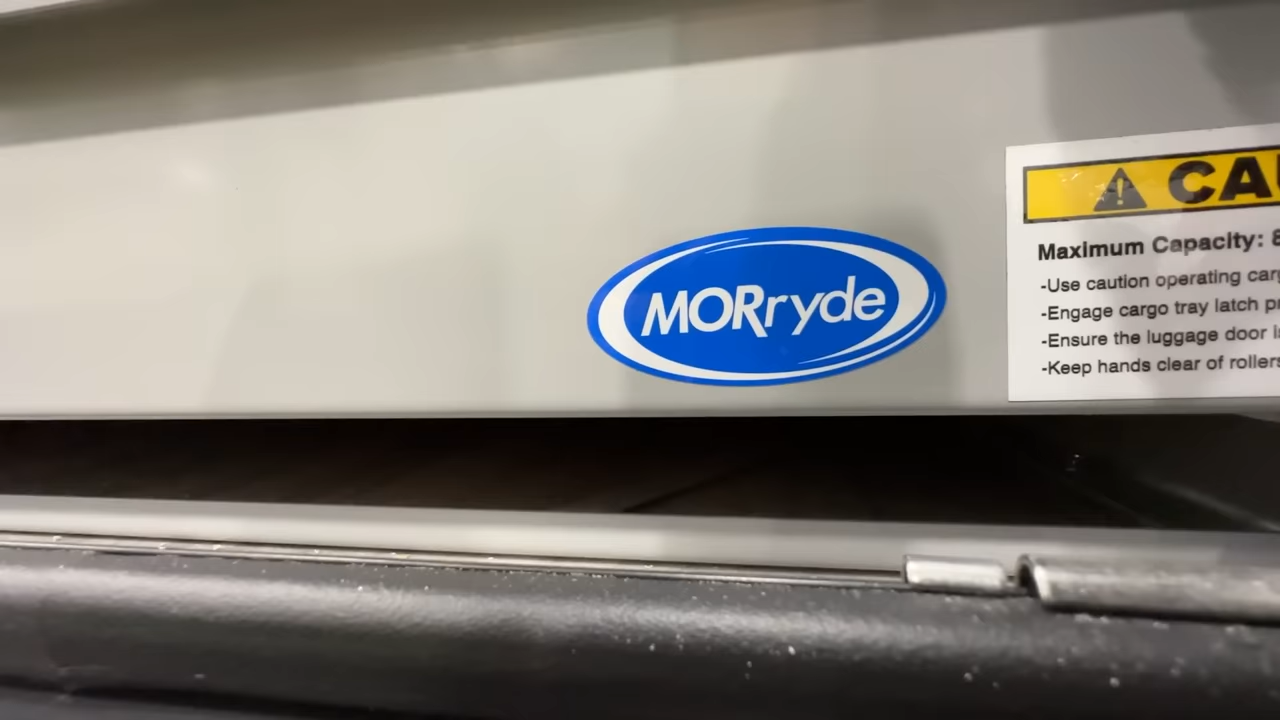 MORryde
CAU
Maximum Capacity: 8
-Use caution operating
-Engage cargo tray latch
-Ensure the luggage door
-Keep hands clear of rollers